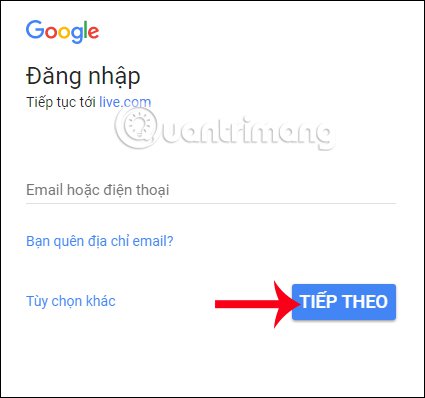 Google
Đăng nhập
Tiếp tục tới live.com
Quantrimang
Email hoặc điện thoại
Bạn quên địa chỉ email?
Tùy chọn khác
TIẾP THEO